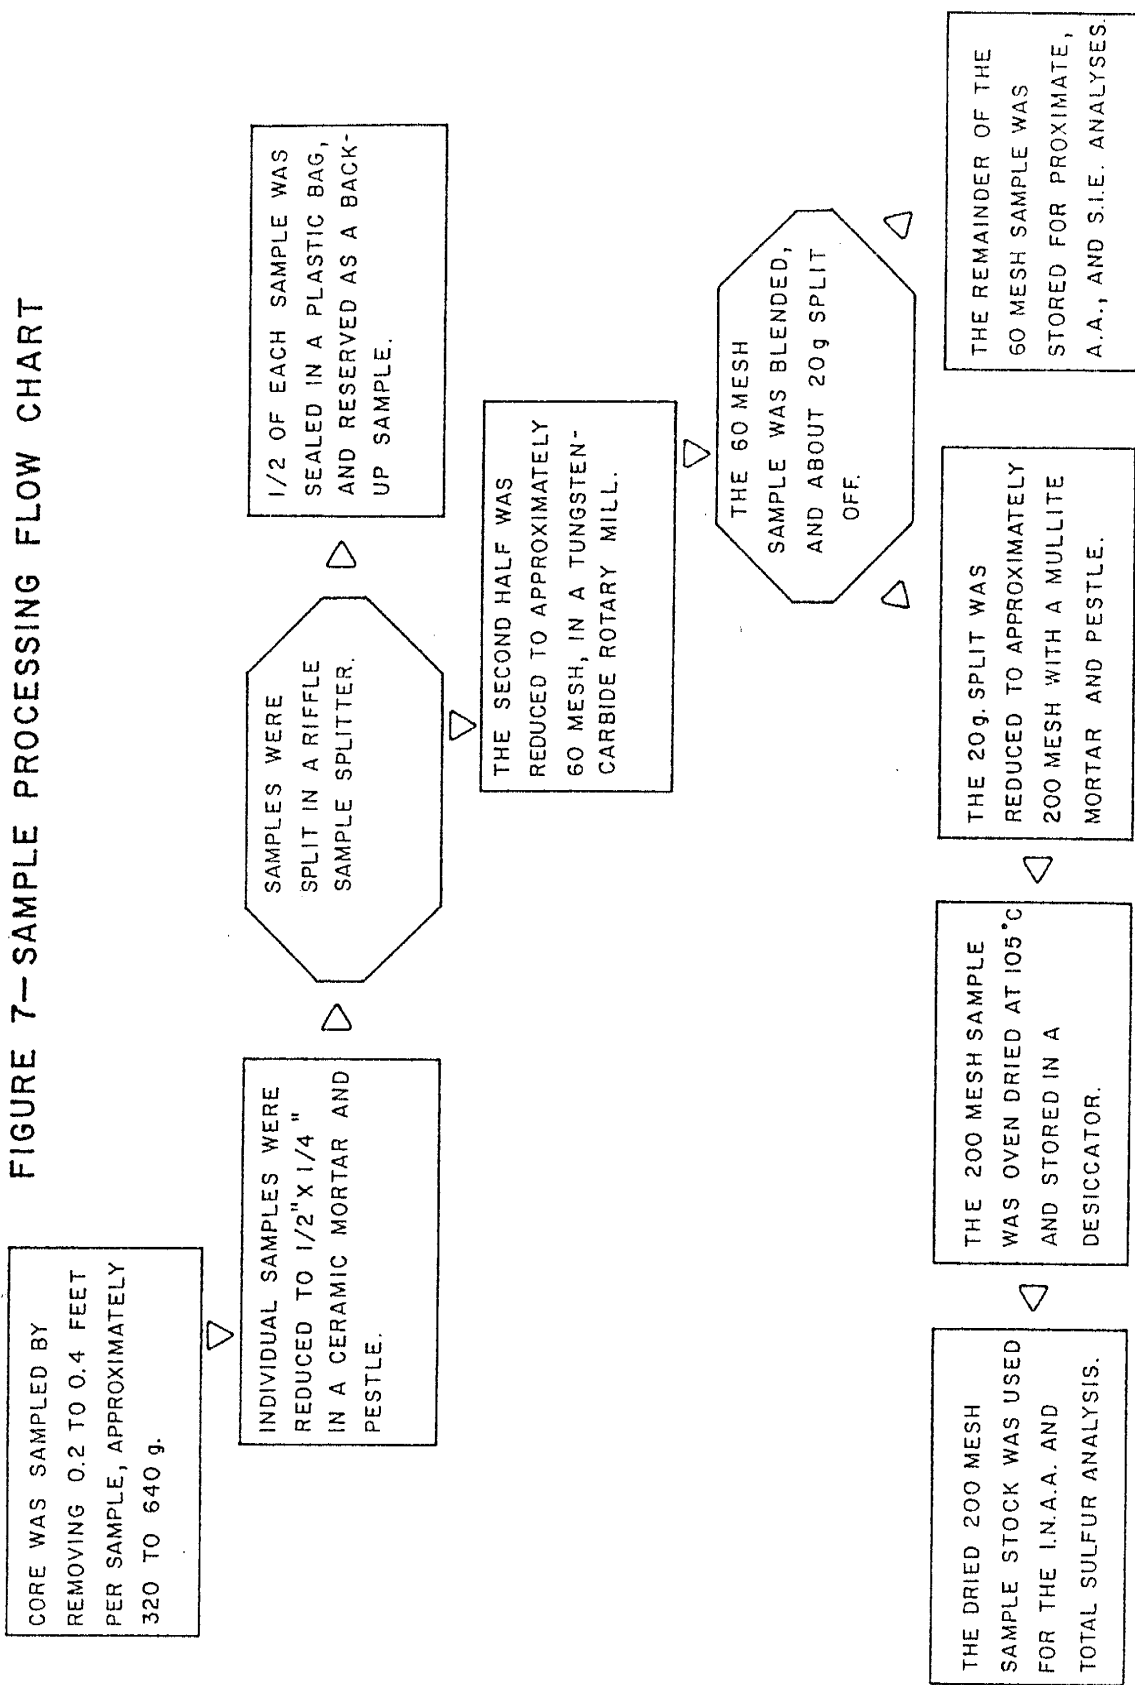 FIGURE 7—SAMPLE PROCESSING FLOW CHART
CORE WAS SAMPLED BY
REMOVING 0.2 TO 0.4 FEET
PER SAMPLE, APPROXIMATELY
320 TO 640 g.
INDIVIDUAL SAMPLES WERE
REDUCED TO 1/2" X 1/4"
IN A CERAMIC MORTAR AND
PESTLE.
SAMPLES WERE
SPLIT IN A RIFFLE
SAMPLE SPLITTER.
1/2 OF EACH SAMPLE WAS
SEALED IN A PLASTIC BAG,
AND RESERVED AS A BACK-
UP SAMPLE.
THE SECOND HALF WAS
REDUCED TO APPROXIMATELY
60 MESH, IN A TUNGSTEN-
CARBIDE ROTARY MILL.
THE 60 MESH
SAMPLE WAS BLENDED,
AND ABOUT 20g SPLIT
OFF.
THE REMAINDER OF THE
60 MESH SAMPLE WAS
STORED FOR PROXIMATE,
A.A., AND S.I.E. ANALYSES.
THE 20g. SPLIT WAS
REDUCED TO APPROXIMATELY
200 MESH WITH A MULLITE
MORTAR AND PESTLE.
THE 200 MESH SAMPLE
WAS OVEN DRIED AT 105°C
AND STORED IN A
DESICCATOR.
THE DRIED 200 MESH
SAMPLE STOCK WAS USED
FOR THE I.N.A.A. AND
TOTAL SULFUR ANALYSIS.